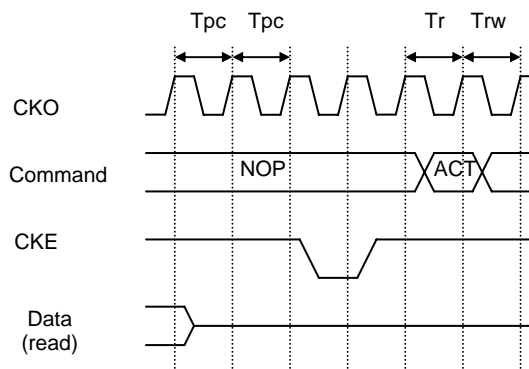 Tpc Tpc Tr Trw
CKO
Command NOP ACT
CKE
Data
(read)